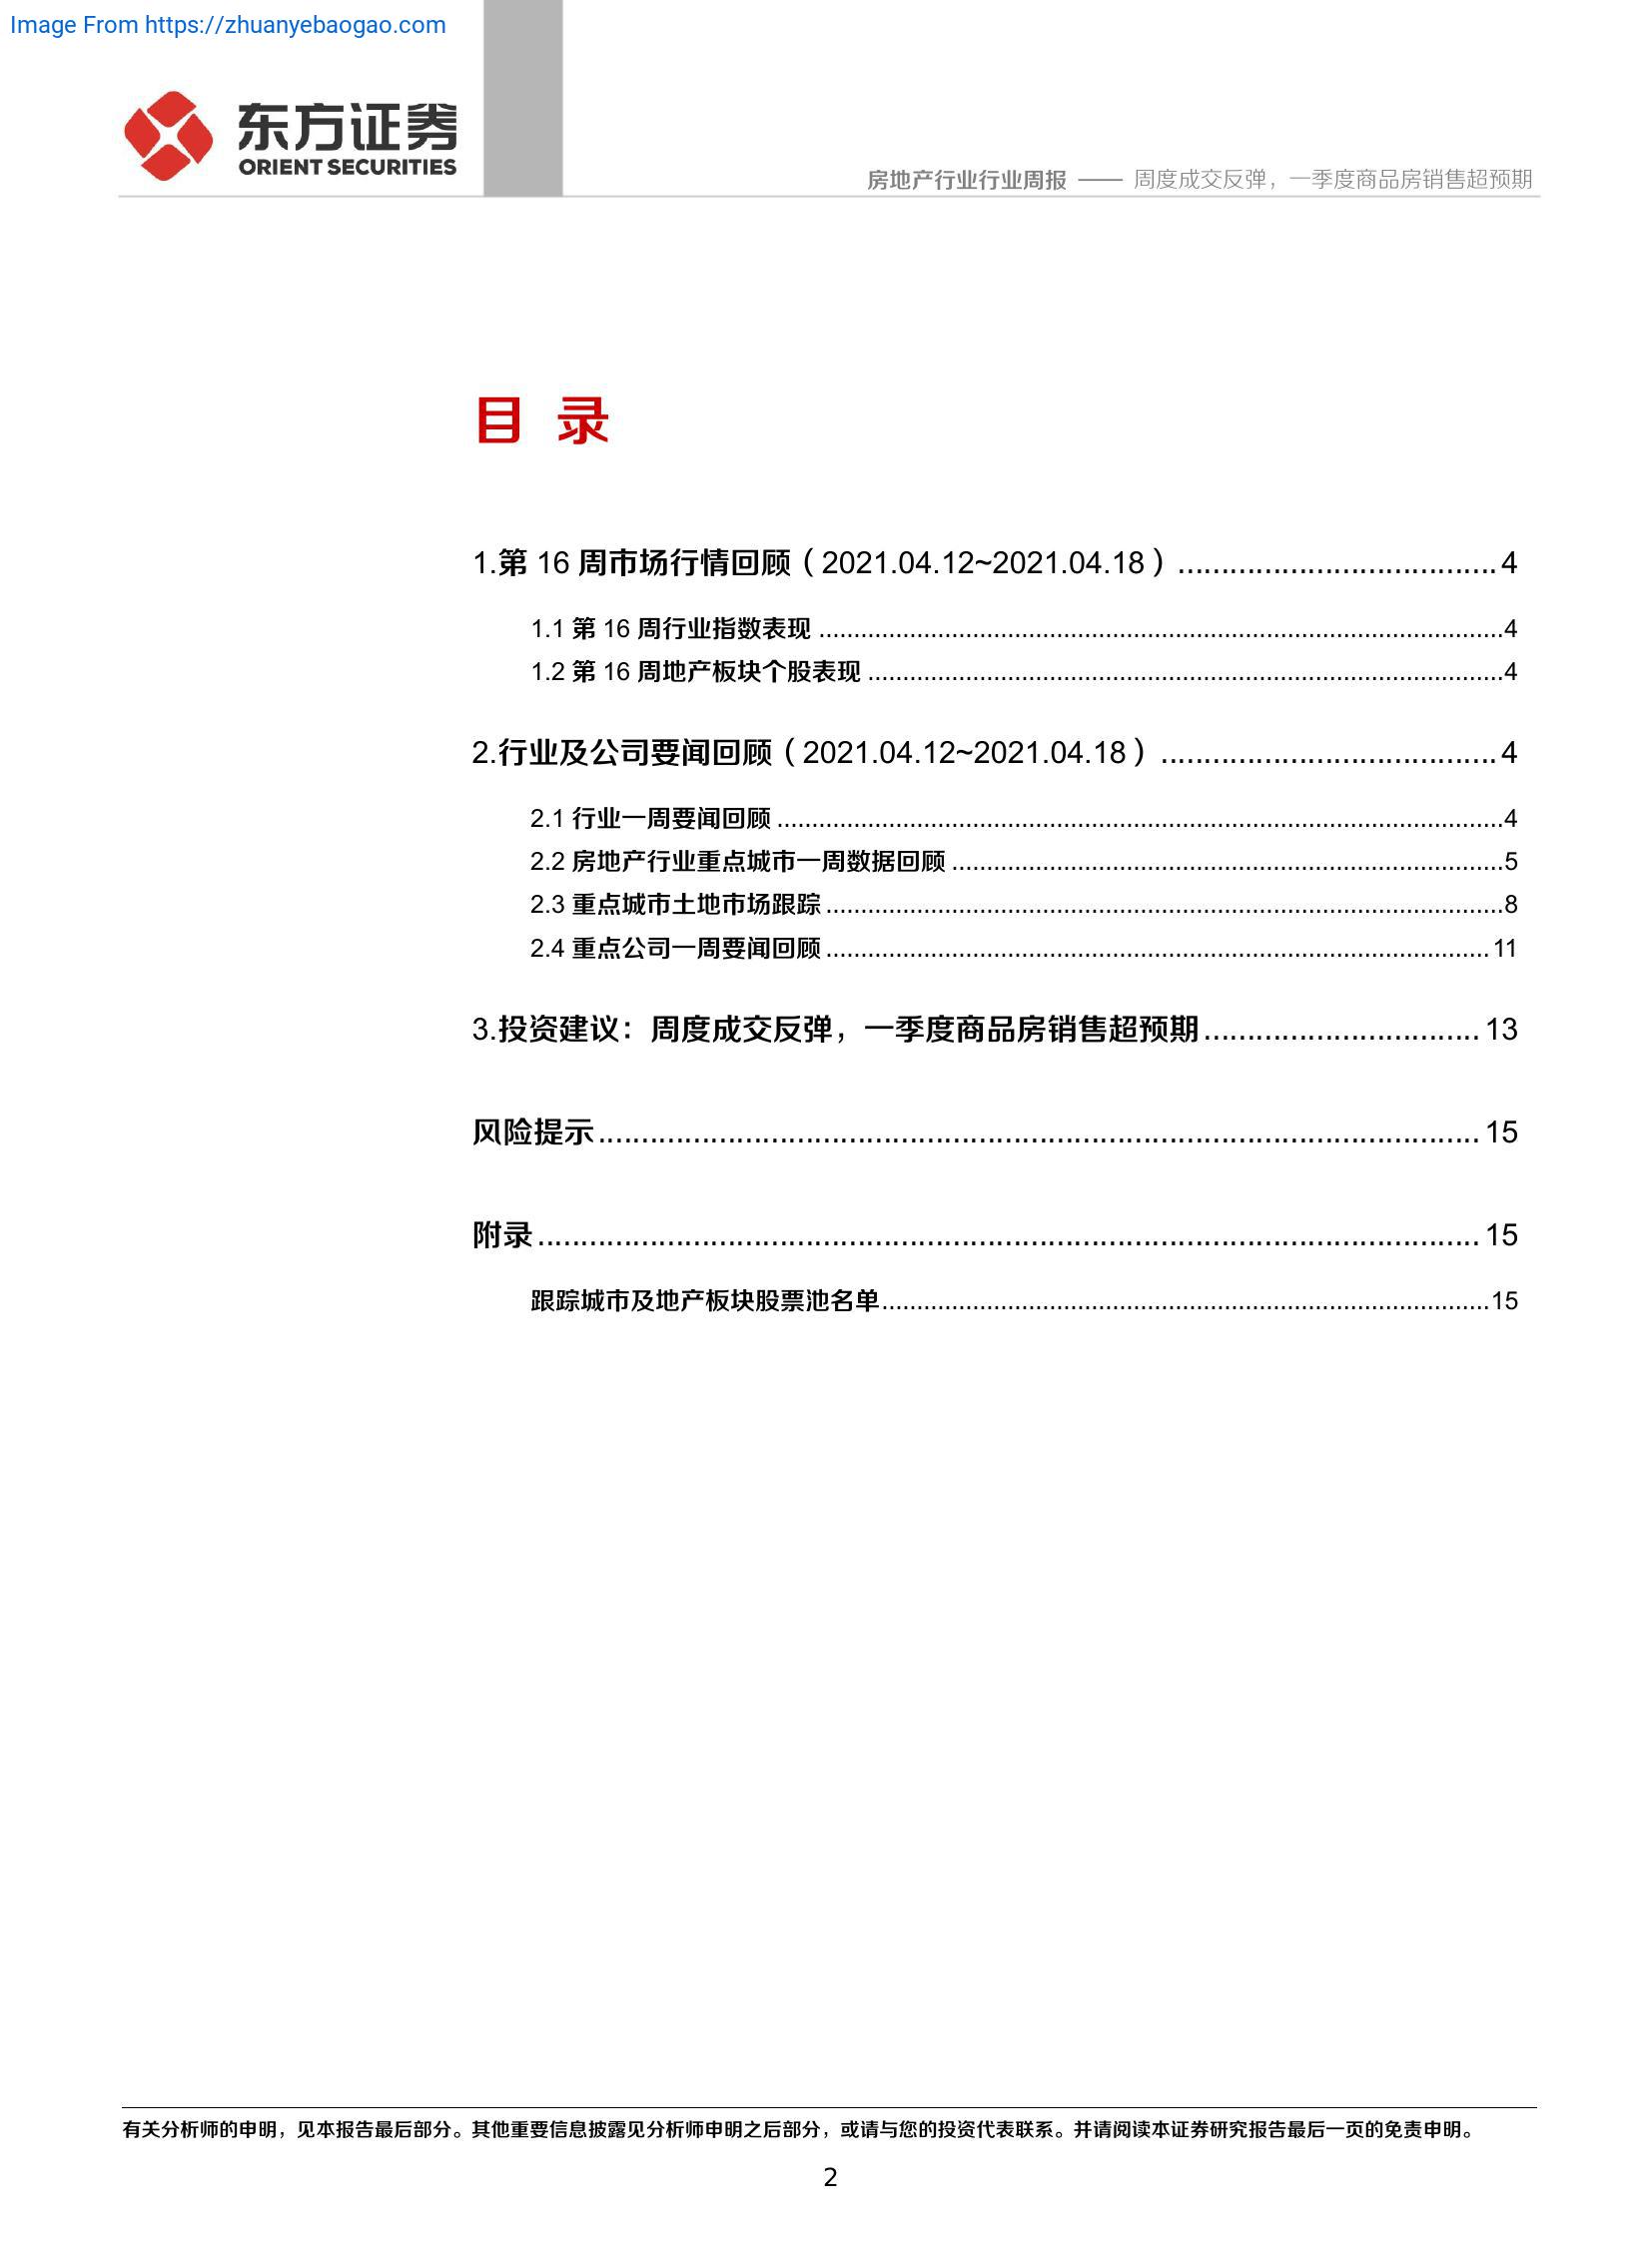 Image From https://zhuanyebaogao.com
东方证券
ORIENT SECURITIES
房地产行业行业周报 —— 周度成交反弹，一季度商品房销售超预期
目 录
1.第 16 周市场行情回顾（2021.04.12~2021.04.18）..................................... 4
1.1 第 16 周行业指数表现 ..................................................................................................4
1.2 第 16 周地产板块个股表现 ...........................................................................................4
2.行业及公司要闻回顾（2021.04.12~2021.04.18）....................................... 4
2.1 行业一周要闻回顾 ........................................................................................................4
2.2 房地产行业重点城市一周数据回顾 ...............................................................................5
2.3 重点城市土地市场跟踪 .................................................................................................8
2.4 重点公司一周要闻回顾 ............................................................................................... 11
3.投资建议：周度成交反弹，一季度商品房销售超预期................................ 13
风险提示..................................................................................................... 15
附录............................................................................................................ 15
跟踪城市及地产板块股票池名单.......................................................................................15
有关分析师的申明，见本报告最后部分。其他重要信息披露见分析师申明之后部分，或请与您的投资代表联系。并请阅读本证券研究报告最后一页的免责申明。
2